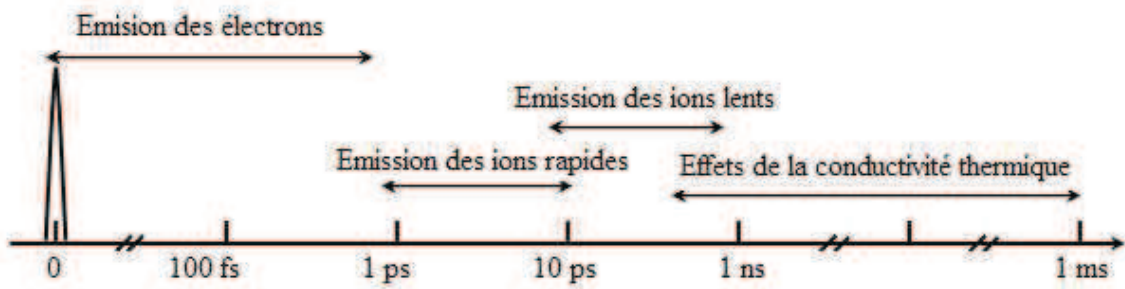 Emision des électrons
Emission des ions lents
Emission des ions rapides
Effets de la conductivité thermique
0 100 fs 1 ps 10 ps 1 ns 1 ms